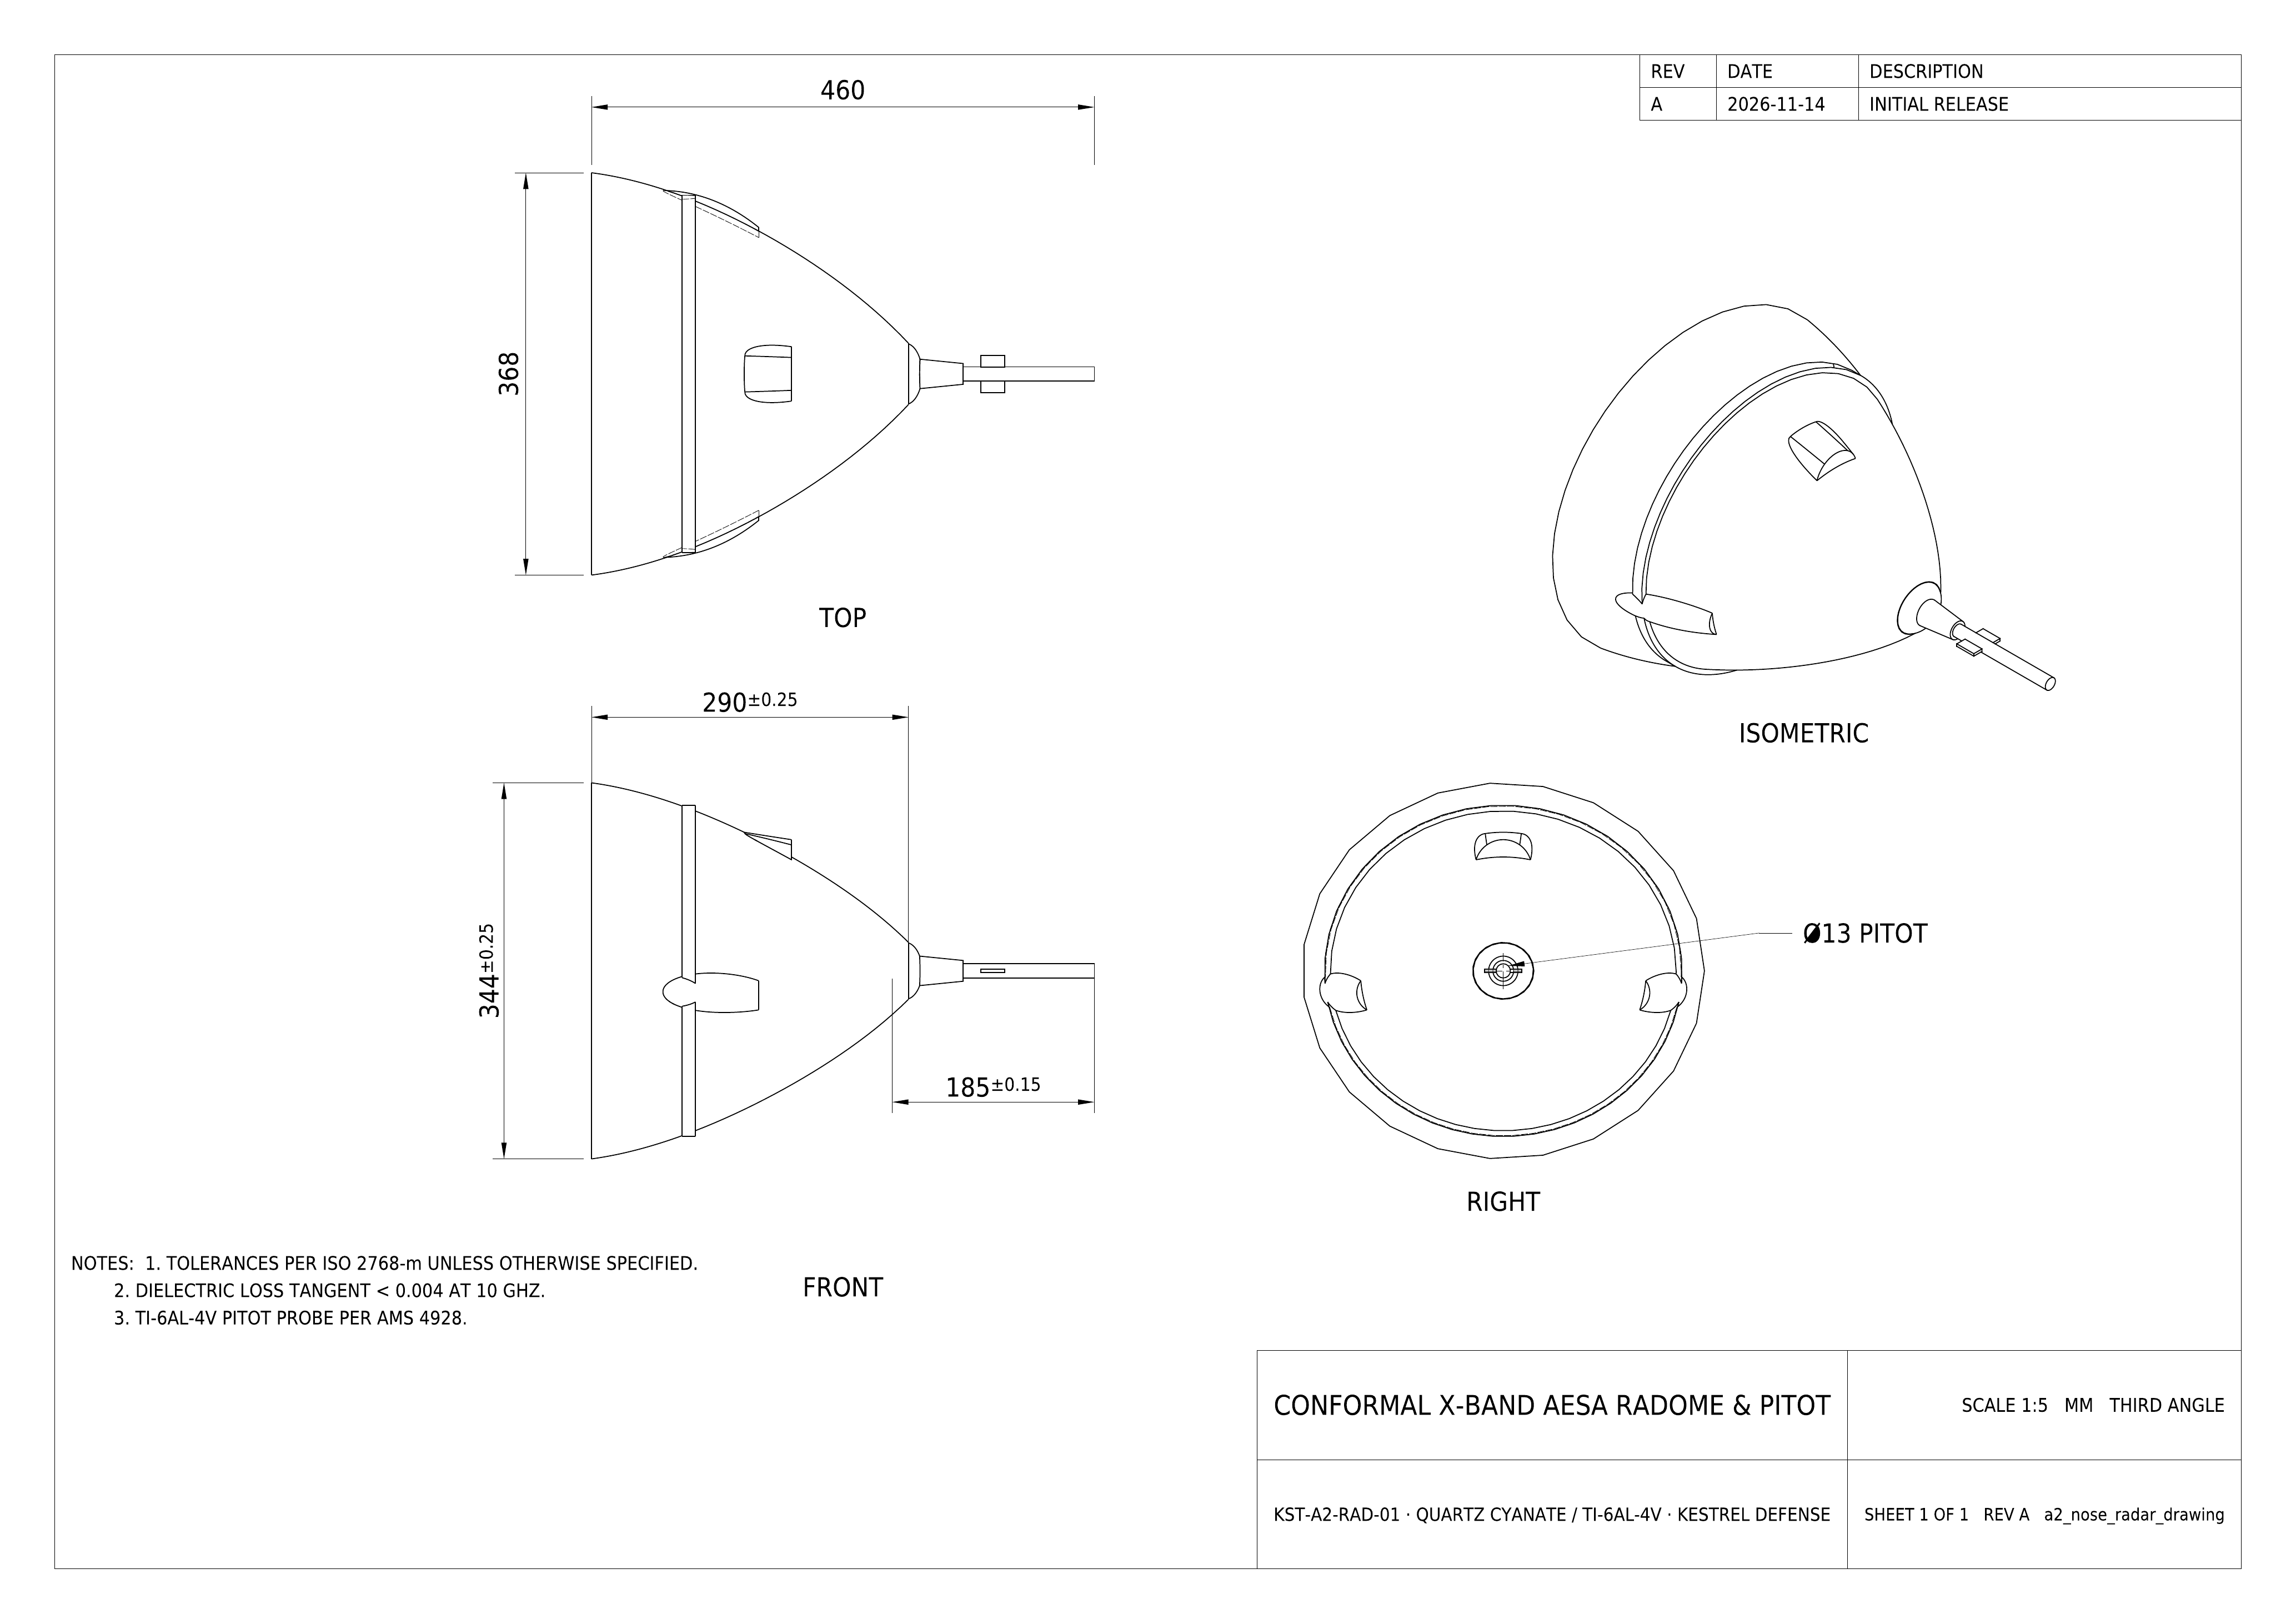 REV DATE DESCRIPTION
A 2026-11-14 INITIAL RELEASE
460
368
TOP
290±0.25
344±0.25
185±0.15
FRONT
ISOMETRIC
Ø13 PITOT
RIGHT
NOTES: 1. TOLERANCES PER ISO 2768-m UNLESS OTHERWISE SPECIFIED.
2. DIELECTRIC LOSS TANGENT < 0.004 AT 10 GHZ.
3. TI-6AL-4V PITOT PROBE PER AMS 4928.
CONFORMAL X-BAND AESA RADOME & PITOT
SCALE 1:5 MM THIRD ANGLE
KST-A2-RAD-01 · QUARTZ CYANATE / TI-6AL-4V · KESTREL DEFENSE
SHEET 1 OF 1 REV A a2_nose_radar_drawing